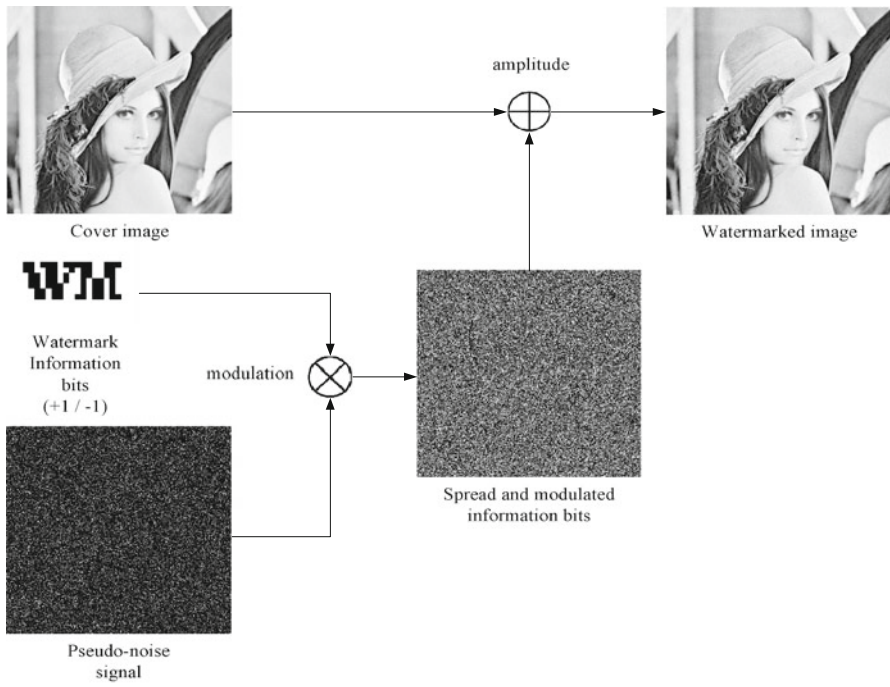 amplitude
Cover image
Watermarked image
WM
Watermark
Information
bits
(+1 / -1)
modulation
Spread and modulated
information bits
Pseudo-noise
signal